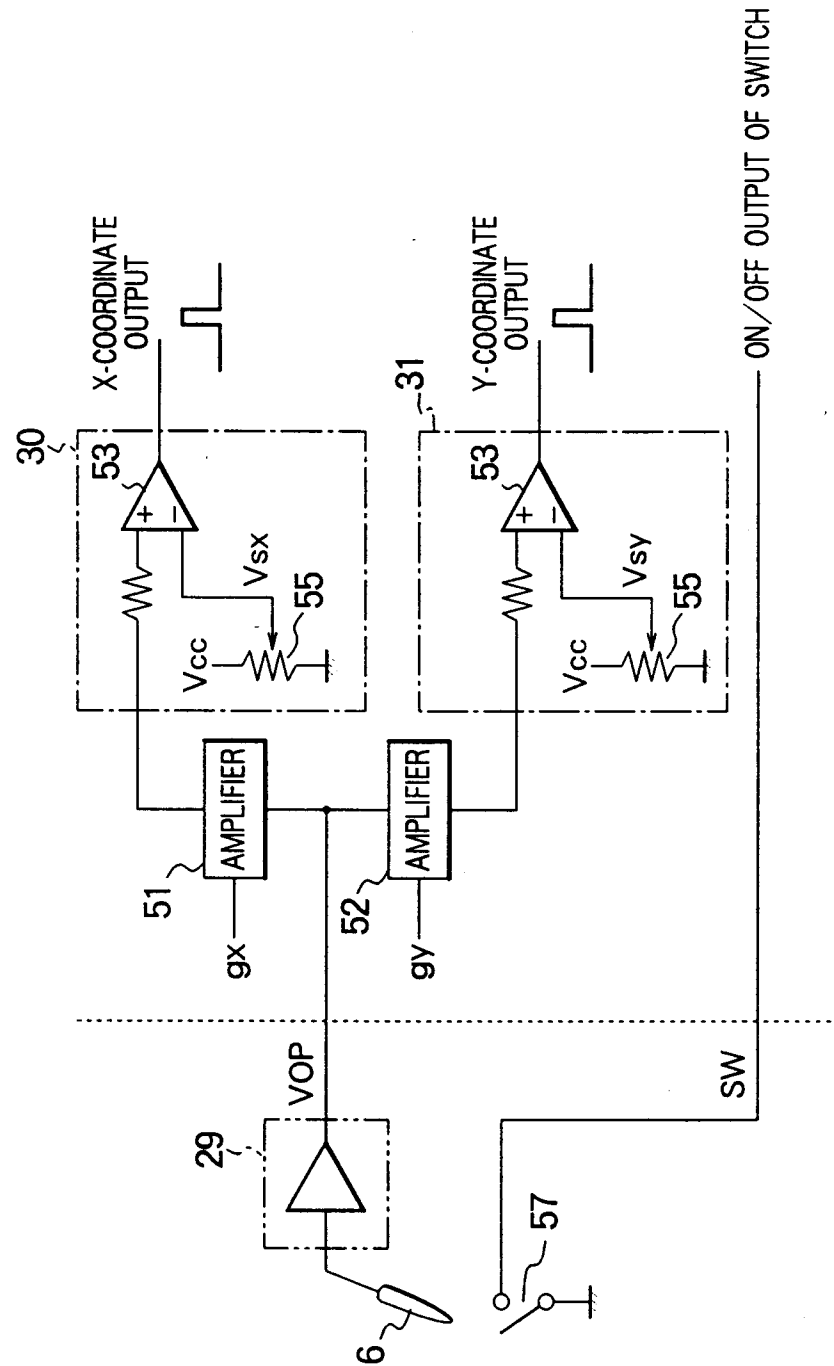 30
X-COORDINATE
OUTPUT
53
+
−
Vsx
Vcc
55
51
AMPLIFIER
gx
29
VOP
6
52
AMPLIFIER
gy
31
Y-COORDINATE
OUTPUT
53
+
−
Vsy
Vcc
55
57
SW
ON/OFF OUTPUT OF SWITCH